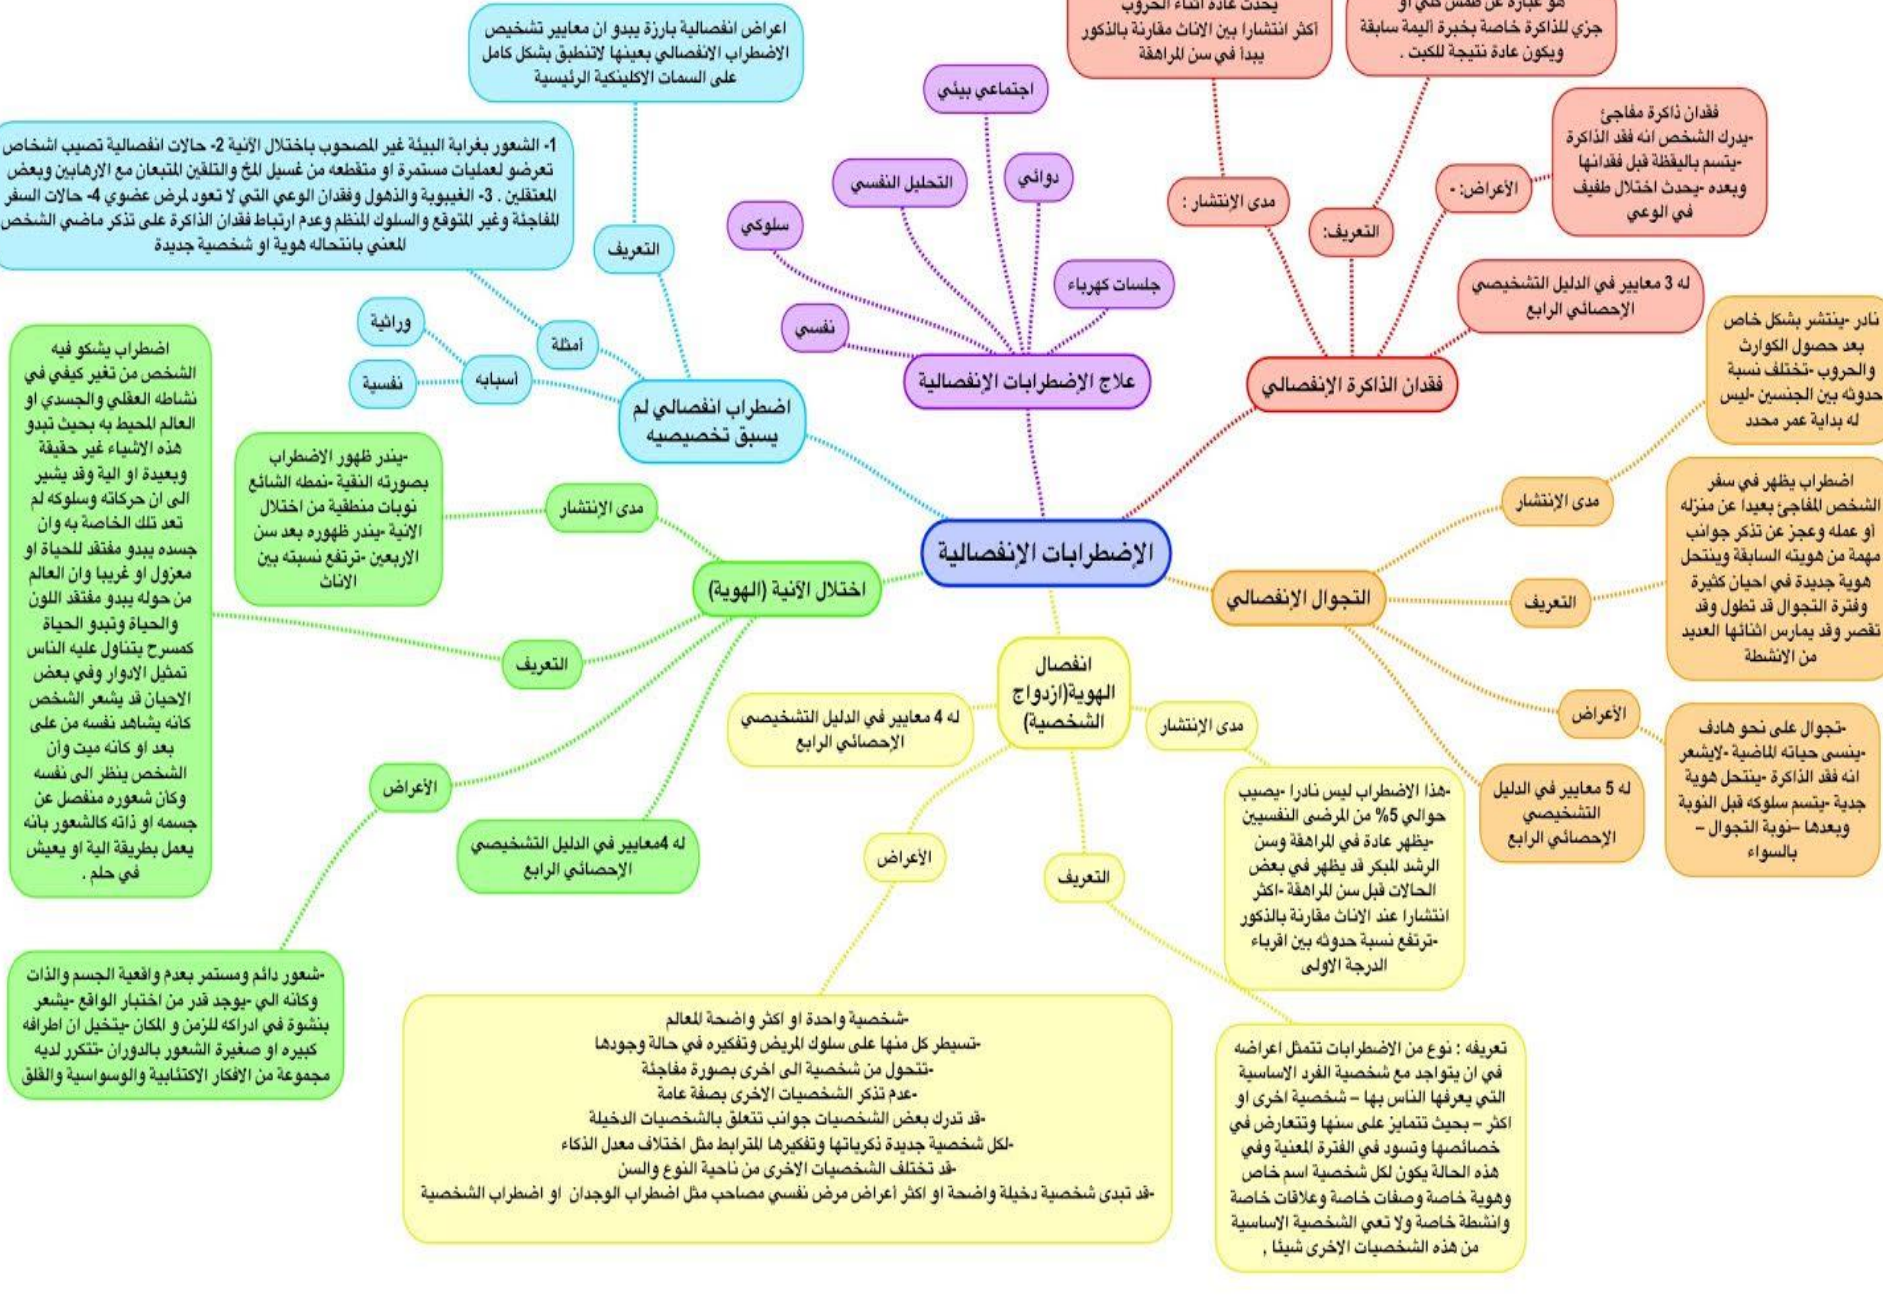 الإضطرابات الإنفصالية
فقدان الذاكرة الإنفصالي
مدى الإنتشار :
يحدث عادة اثناء الحروب
أكثر انتشارا بين الاناث مقارنة بالذكور
يبدأ في سن المراهقة
التعريف:
هو عبارة عن طمس كلي او
جزي للذاكرة خاصة بخبرة أليمة سابقة
ويكون عادة نتيجة للكبت .
الأعراض: -
فقدان ذاكرة مفاجئ
-يدرك الشخص انه فقد الذاكرة
-يتسم باليقظة قبل فقدانها
وبعده -يحدث اختلال طفيف
في الوعي
له 3 معايير في الدليل التشخيصي
الإحصائي الرابع
التجوال الإنفصالي
مدى الإنتشار
نادر -ينتشر بشكل خاص
بعد حصول الكوارث
والحروب -تختلف نسبة
حدوثه بين الجنسين -ليس
له بداية عمر محدد
التعريف
اضطراب يظهر في سفر
الشخص المفاجئ بعيدا عن منزله
او عمله وعجز عن تذكر جوانب
مهمة من هويته السابقة وينتحل
هوية جديدة في احيان كثيرة
وفترة التجوال قد تطول وقد
تقصر وقد يمارس اثنائها العديد
من الانشطة
الأعراض
-تجوال على نحو هادف
-ينسى حياته الماضية -لايشعر
انه فقد الذاكرة -ينتحل هوية
جدية -يتسم سلوكه قبل النوبة
وبعدها –نوبة التجوال –
بالسواء
له 5 معايير في الدليل
التشخيصي
الإحصائي الرابع
انفصال
الهوية(ازدواج
الشخصية)
مدى الإنتشار
-هذا الاضطراب ليس نادرا -يصيب
حوالي 5% من المرضى النفسيين
-يظهر عادة في المراهقة وسن
الرشد المبكر قد يظهر في بعض
الحالات قبل سن المراهقة -اكثر
انتشارا عند الاناث مقارنة بالذكور
-ترتفع نسبة حدوثه بين اقرباء
الدرجة الاولى
التعريف
تعريفه : نوع من الاضطرابات تتمثل اعراضه
في ان يتواجد مع شخصية الفرد الاساسية
التي يعرفها الناس بها – شخصية اخرى او
اكثر – بحيث تتمايز على سنها وتتعارض في
خصائصها وتسود في الفترة المعنية وفي
هذه الحالة يكون لكل شخصية اسم خاص
وهوية خاصة وصفات خاصة وعلاقات خاصة
وانشطة خاصة ولا تعي الشخصية الاساسية
من هذه الشخصيات الاخرى شيئا ,
الأعراض
-شخصية واحدة او اكثر واضحة المعالم
-تسيطر كل منها على سلوك المريض وتفكيره في حالة وجودها
-تتحول من شخصية الى اخرى بصورة مفاجئة
-عدم تذكر الشخصيات الاخرى بصفة عامة
-قد تدرك بعض الشخصيات جوانب تتعلق بالشخصيات الدخيلة
-لكل شخصية جديدة ذكرياتها وتفكيرها المترابط مثل اختلاف معدل الذكاء
-قد تختلف الشخصيات الاخرى من ناحية النوع والسن
-قد تبدى شخصية دخيلة واضحة او اكثر أعراض مرض نفسي مصاحب مثل اضطراب الوجدان او اضطراب الشخصية
له 4 معايير في الدليل التشخيصي
الإحصائي الرابع
اختلال الآنية (الهوية)
مدى الإنتشار
-يندر ظهور الاضطراب
بصورته النقية -نمطه الشائع
نوبات منطقية من اختلال
الانية -يندر ظهوره بعد سن
الاربعين -ترتفع نسبته بين
الاناث
التعريف
اضطراب يشكو فيه
الشخص من تغير كيفي في
نشاطه العقلي والجسدي او
العالم المحيط به بحيث تبدو
هذه الاشياء غير حقيقة
وبعيدة او الية وقد يشير
الى ان حركاته وسلوكه لم
تعد تلك الخاصة به وان
جسده يبدو مفتقد للحياة او
معزول او غريبا وان العالم
من حوله يبدو مفتقد اللون
والحياة وتبدو الحياة
كمسرح يتناول عليه الناس
تمثيل الادوار وفي بعض
الاحيان قد يشعر الشخص
كانه يشاهد نفسه من على
بعد او كانه ميت وان
الشخص ينظر الى نفسه
وكان شعوره منفصل عن
جسمه او ذاته كالشعور بانه
يعمل بطريقة الية او يعيش
في حلم .
الأعراض
-شعور دائم ومستمر بعدم واقعية الجسم والذات
وكانه الي -يوجد قدر من اختبار الواقع -يشعر
بنشوة في ادراكه للزمن و المكان -يتخيل ان اطرافه
كبيره او صغيرة الشعور بالدوران -تتكرر لديه
مجموعة من الافكار الاكتئابية والوسواسية والقلق
له 4معايير في الدليل التشخيصي
الإحصائي الرابع
اضطراب انفصالي لم
يسبق تخصيصيه
التعريف
اعراض انفصالية بارزة يبدو ان معايير تشخيص
الاضطراب الانفصالي بعينها لاتنطبق بشكل كامل
على السمات الاكلينكية الرئيسية
أمثلة
1- الشعور بغرابة البيئة غير المصحوب باختلال الآنية 2- حالات انفصالية تصيب اشخاص
تعرضو لعمليات مستمرة او متقطعه من غسيل المخ والتلقين المتبعان مع الارهابين وبعض
المعتقلين . 3- الغيبوبة والذهول وفقدان الوعي التي لا تعود لمرض عضوي 4- حالات السفر
المفاجئة وغير المتوقع والسلوك المنظم وعدم ارتباط فقدان الذاكرة على تذكر ماضي الشخص
المعني بانتحاله هوية او شخصية جديدة
أسبابه
وراثية
نفسية
علاج الإضطرابات الإنفصالية
نفسي
سلوكي
التحليل النفسي
اجتماعي بيئي
دوائي
جلسات كهرباء